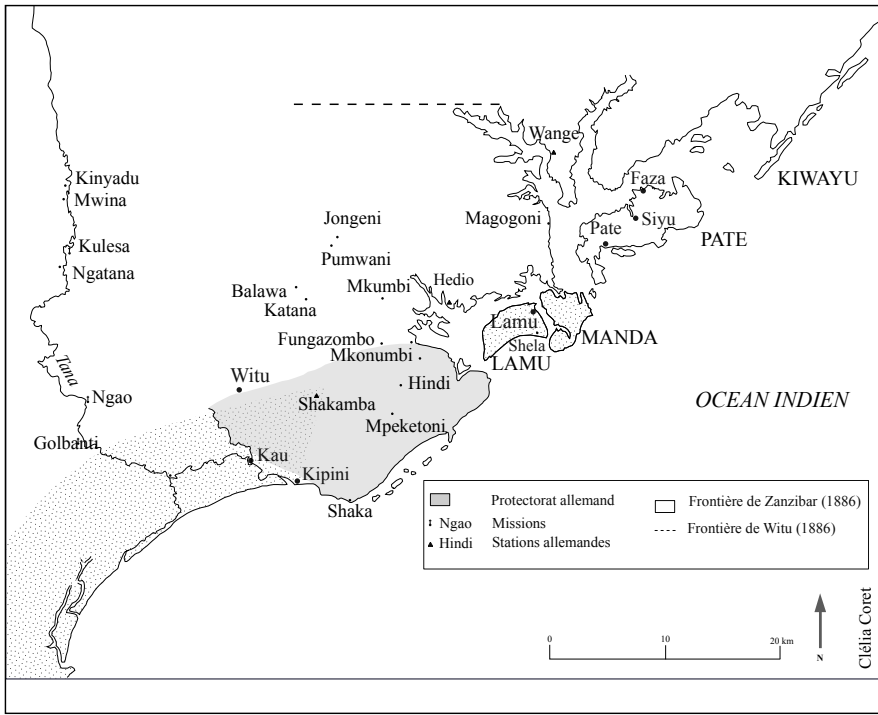 Wange
KIWAYU
Kinyadu
Mwina
Faza
Jongeni
Magogoni
Siyu
Pate
PATE
Kulesa
Pumwani
Ngatana
Hedio
Balawa
Mkumbi
Katana
Lamu
Fungazombo
MANDA
Shela
Mkonumbi
LAMU
Tana
Witu
Hindi
Ngao
Shakamba
OCEAN INDIEN
Mpeketoni
Golbanti
Kau
Kipini
Shaka
Protectorat allemand
Ngao Missions
Hindi Stations allemandes
Frontière de Zanzibar (1886)
Frontière de Witu (1886)
0 10 20 km
N
Clélia Coret